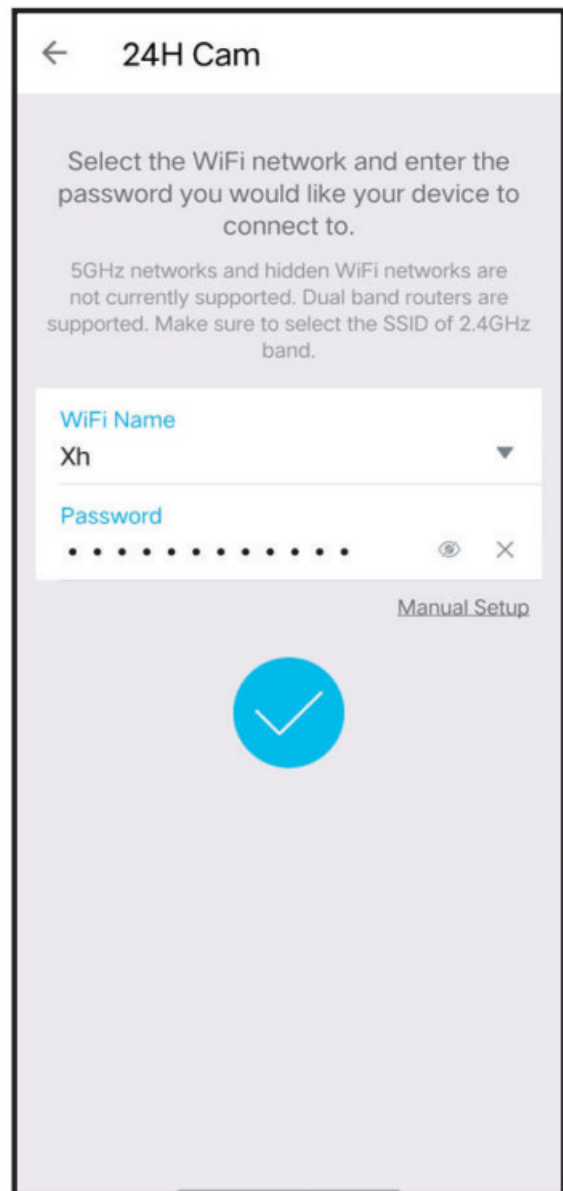 24H Cam
Select the WiFi network and enter the
password you would like your device to
connect to.
5GHz networks and hidden WiFi networks are
not currently supported. Dual band routers are
supported. Make sure to select the SSID of 2.4GHz
band.
WiFi Name
Xh
Password
• • • • • • • • • • • •
Manual Setup